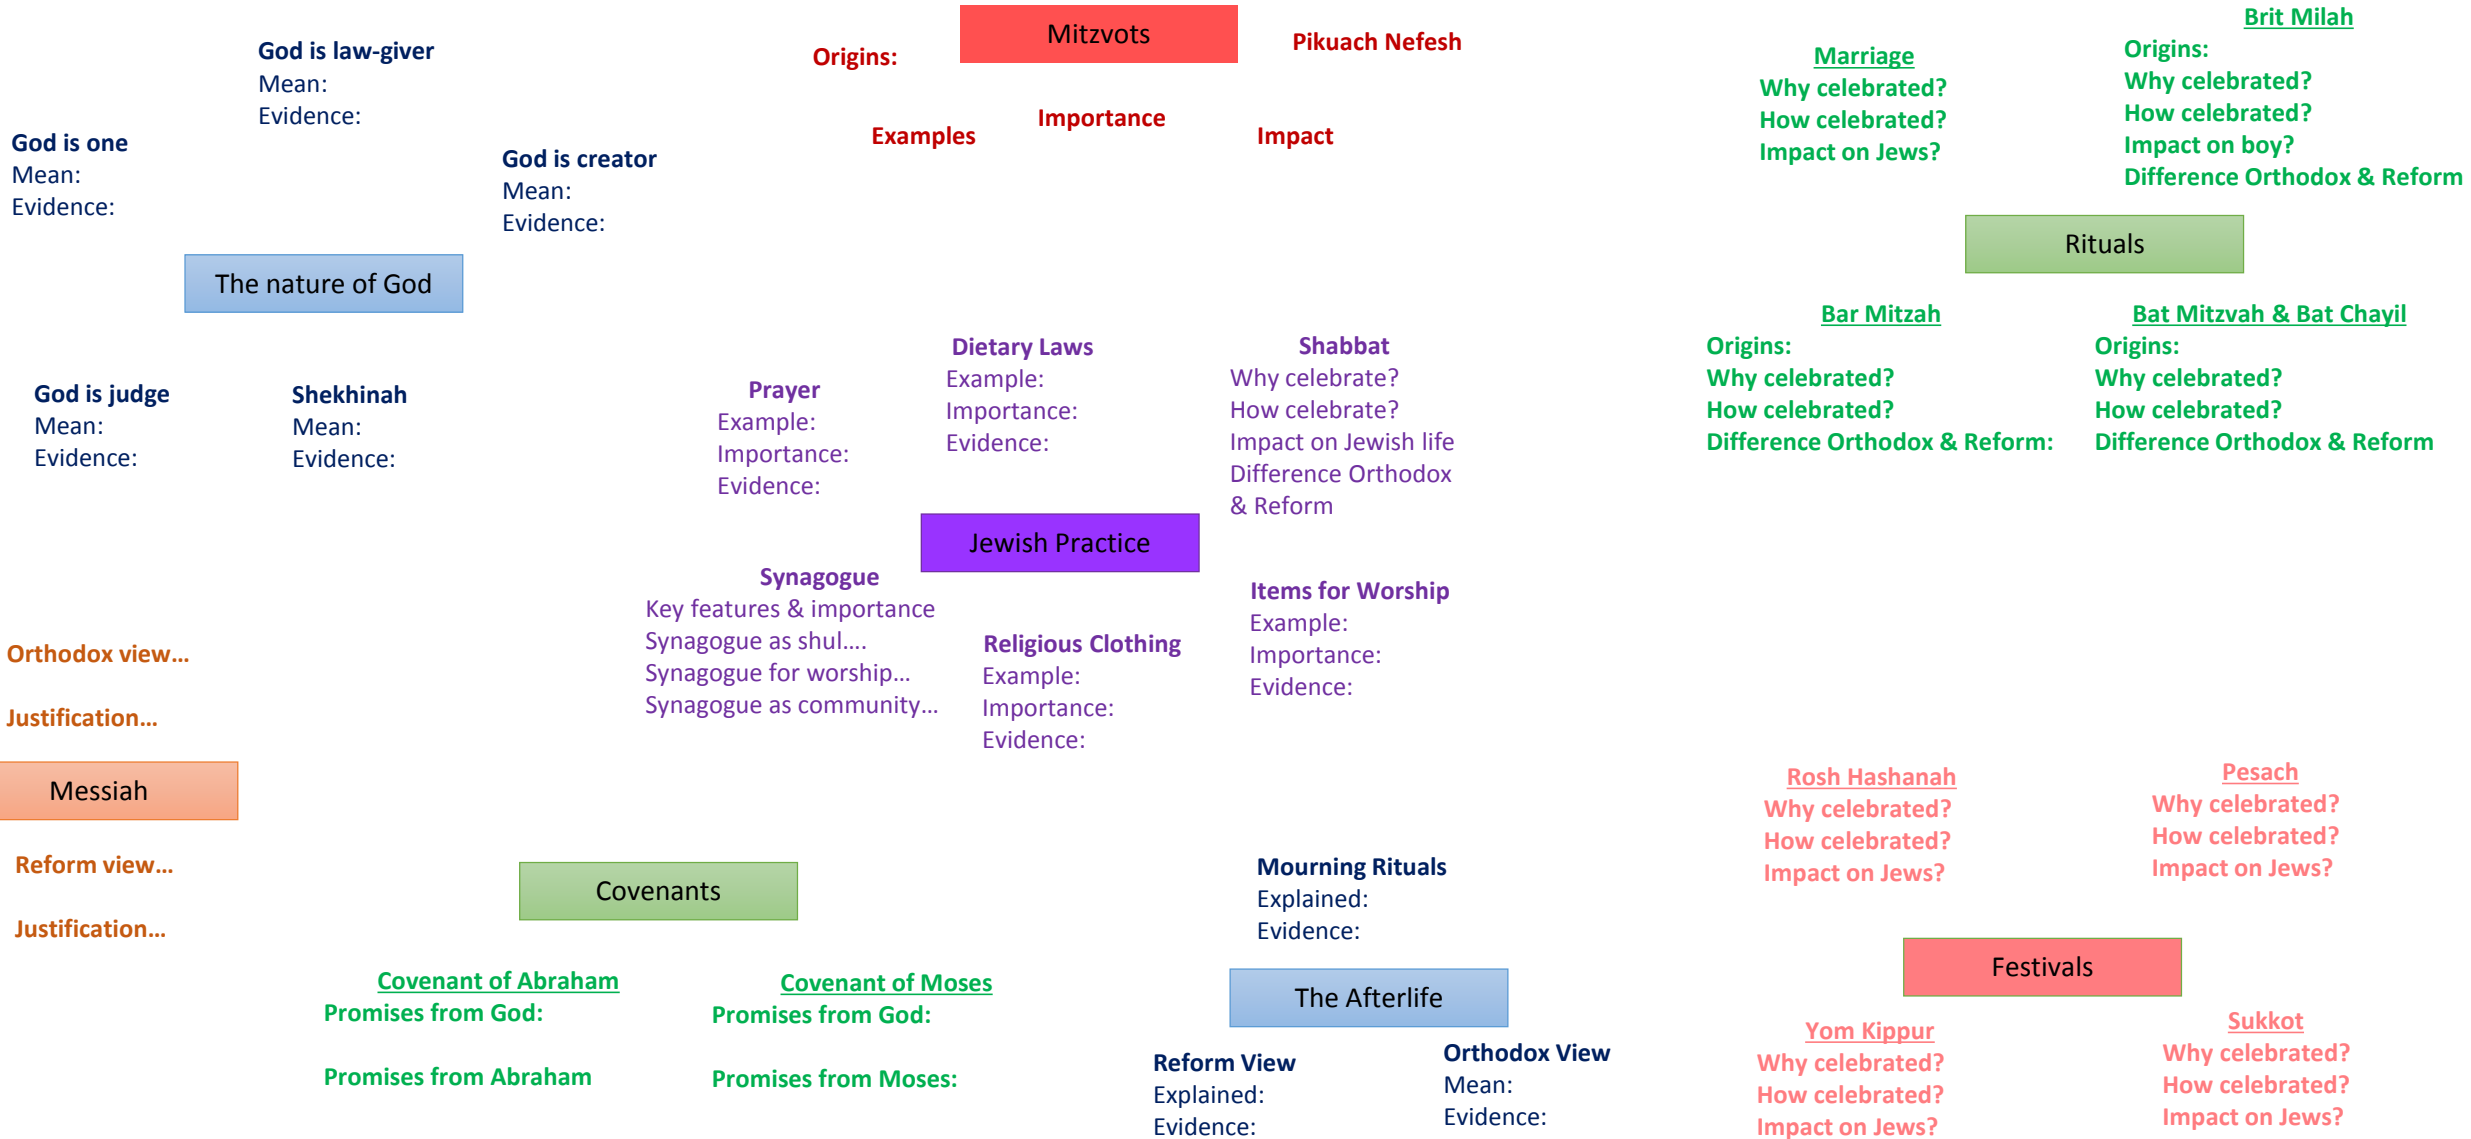 God is law-giver
Mean:
Evidence:
God is one
Mean:
Evidence:
God is creator
Mean:
Evidence:
The nature of God
God is judge
Mean:
Evidence:
Shekhinah
Mean:
Evidence:
Mitzvots
Origins:
Pikuach Nefesh
Importance
Examples
Impact
Marriage
Why celebrated?
How celebrated?
Impact on Jews?
Brit Milah
Origins:
Why celebrated?
How celebrated?
Impact on boy?
Difference Orthodox & Reform
Rituals
Bar Mitzah
Origins:
Why celebrated?
How celebrated?
Difference Orthodox & Reform:
Bat Mitzvah & Bat Chayil
Origins:
Why celebrated?
How celebrated?
Difference Orthodox & Reform
Prayer
Example:
Importance:
Evidence:
Dietary Laws
Example:
Importance:
Evidence:
Shabbat
Why celebrate?
How celebrate?
Impact on Jewish life
Difference Orthodox
& Reform
Jewish Practice
Synagogue
Key features & importance
Synagogue as shul….
Synagogue for worship…
Synagogue as community…
Religious Clothing
Example:
Importance:
Evidence:
Items for Worship
Example:
Importance:
Evidence:
Orthodox view…
Justification…
Messiah
Reform view…
Justification…
Covenants
Covenant of Abraham
Promises from God:
Promises from Abraham
Covenant of Moses
Promises from God:
Promises from Moses:
Mourning Rituals
Explained:
Evidence:
The Afterlife
Reform View
Explained:
Evidence:
Orthodox View
Mean:
Evidence:
Rosh Hashanah
Why celebrated?
How celebrated?
Impact on Jews?
Pesach
Why celebrated?
How celebrated?
Impact on Jews?
Festivals
Yom Kippur
Why celebrated?
How celebrated?
Impact on Jews?
Sukkot
Why celebrated?
How celebrated?
Impact on Jews?